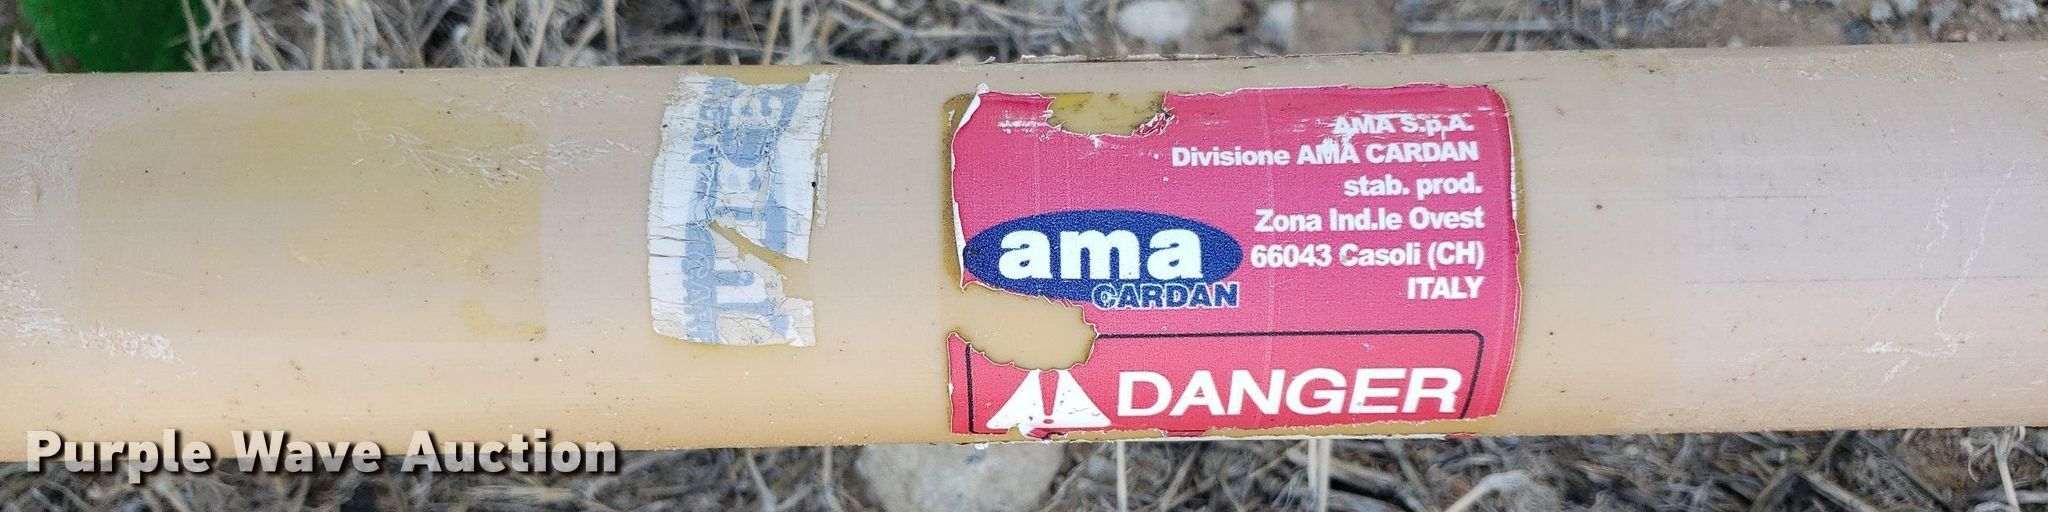 AMA S.p.A.
Divisione AMA CARDAN
stab. prod.
Zona Ind.le Ovest
66043 Casoli (CH)
ITALY
ama
CARDAN
DANGER
Purple Wave Auction